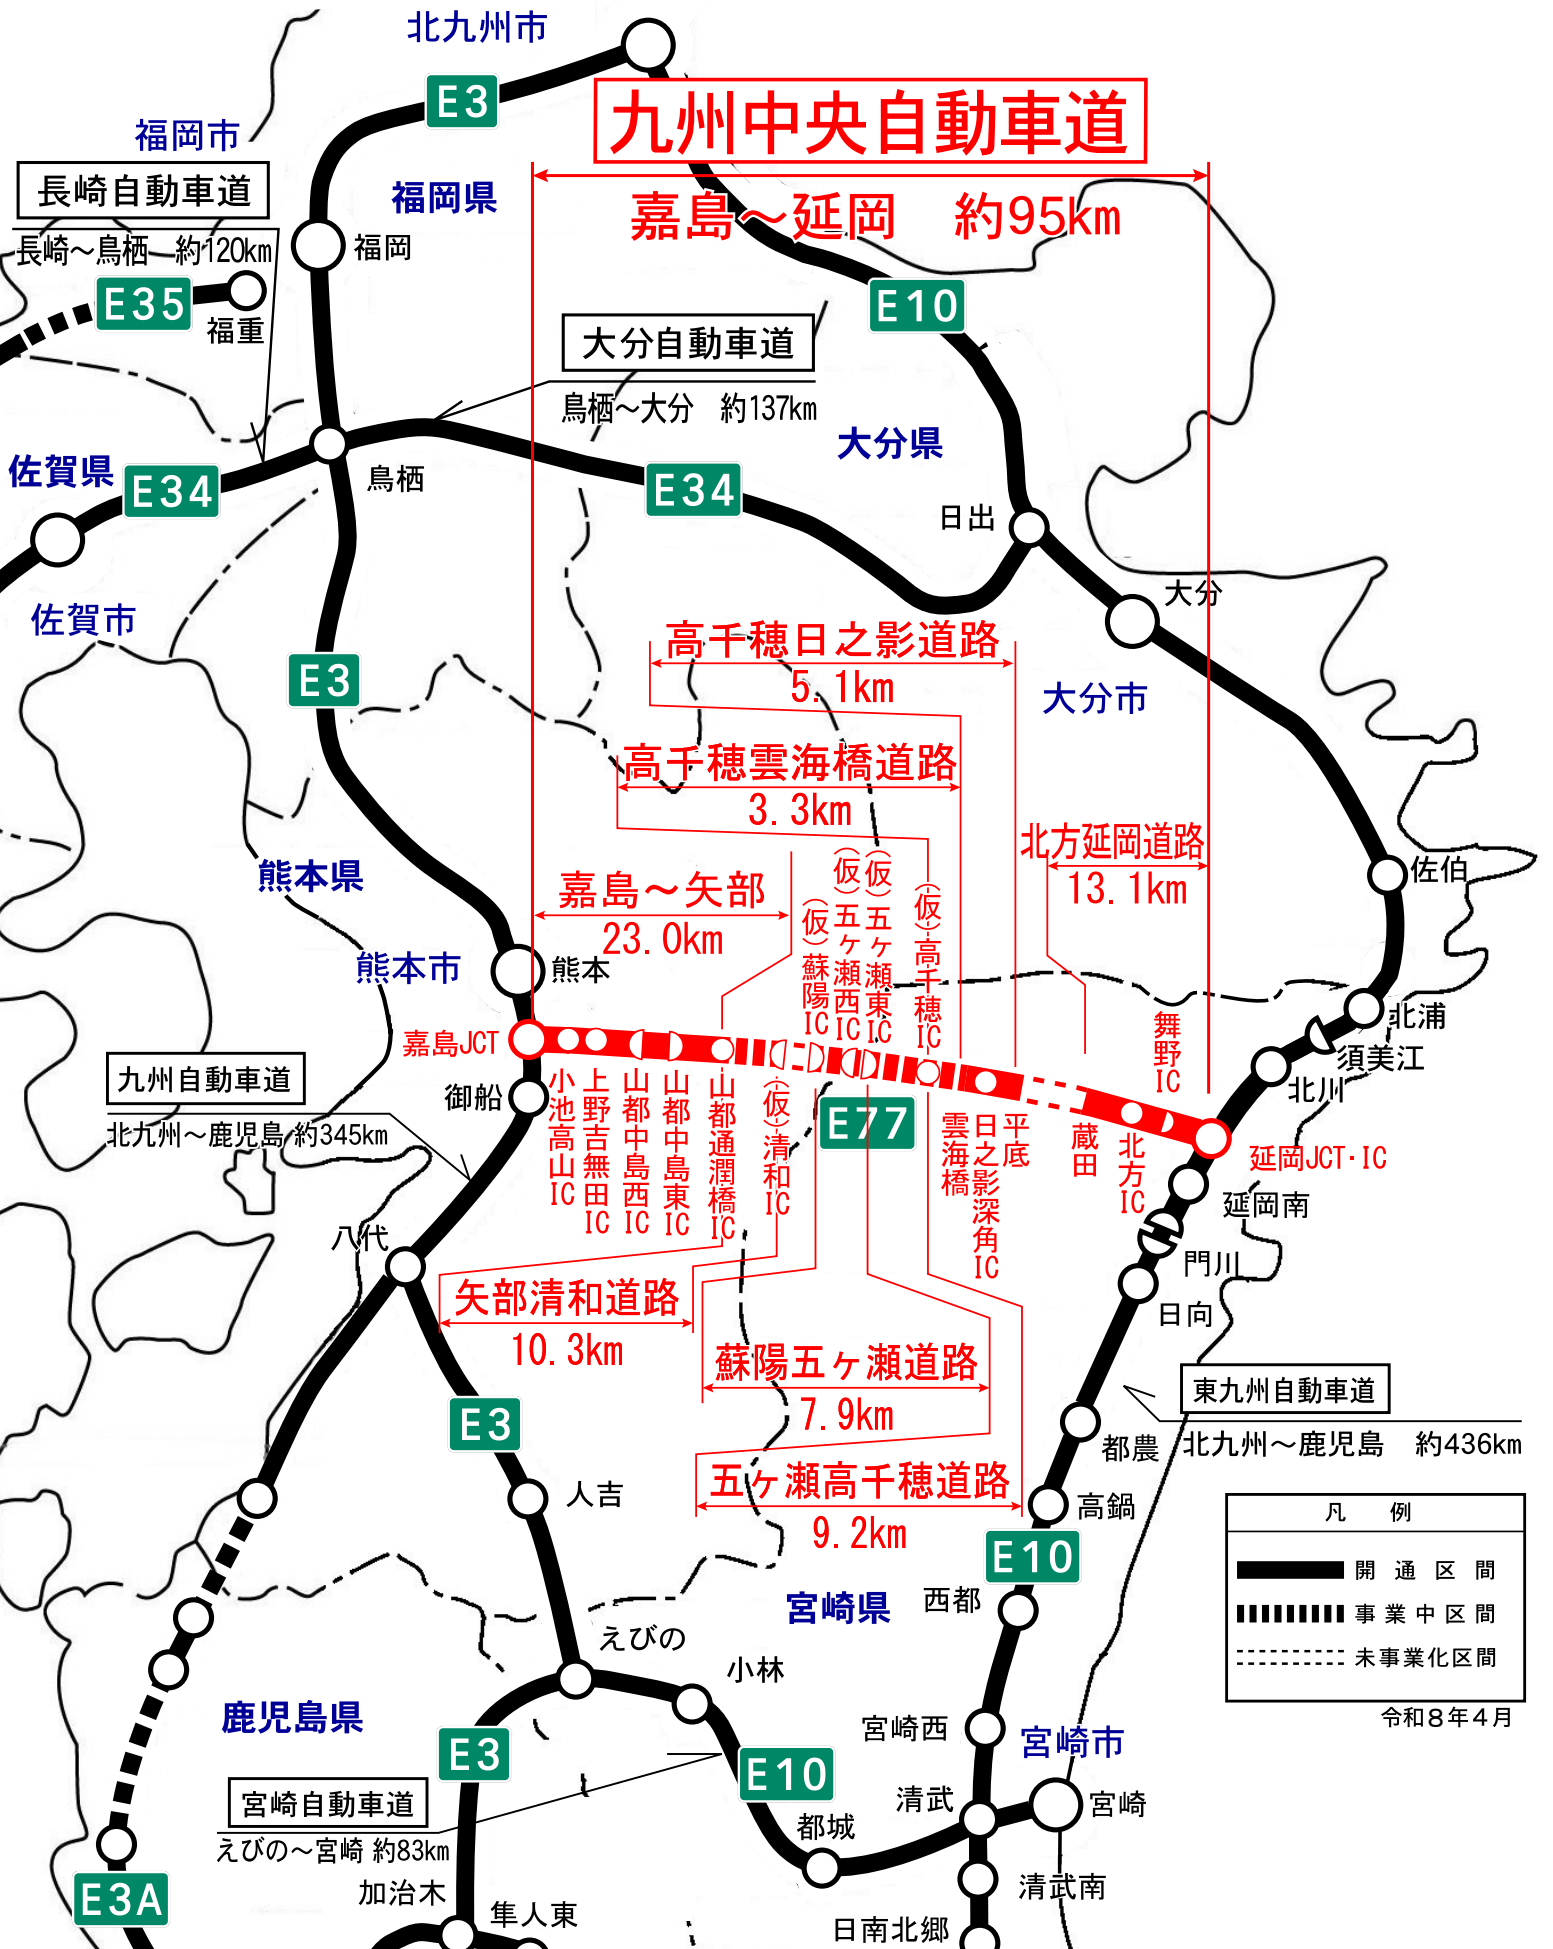 北九州市
E3
九州中央自動車道
福岡市
長崎自動車道
福岡県
嘉島～延岡 約95km
長崎～鳥栖 約120km
福岡
E35
福重
E10
大分自動車道
鳥栖～大分 約137km
大分県
佐賀県
E34
鳥栖
E34
日出
佐賀市
大分
高千穂日之影道路
5.1km
E3
大分市
高千穂雲海橋道路
3.3km
北方延岡道路
13.1km
熊本県
嘉島～矢部
23.0km
佐伯
熊本市
熊本
(仮)蘇陽IC
(仮)五ヶ瀬西IC
(仮)五ヶ瀬東IC
(仮)高千穂IC
舞野IC
北浦
嘉島JCT
須美江
九州自動車道
御船
北川
北九州～鹿児島 約345km
小池高山IC
上野吉無田IC
山都中島西IC
山都中島東IC
山都通潤橋IC
(仮)清和IC
E77
雲海橋
日之影深角IC
平底
蔵田
北方IC
延岡JCT・IC
延岡南
八代
門川
矢部清和道路
10.3km
日向
蘇陽五ヶ瀬道路
7.9km
東九州自動車道
E3
都農
北九州～鹿児島 約436km
五ヶ瀬高千穂道路
9.2km
人吉
高鍋
凡例
E10
開通区間
事業中区間
未事業化区間
令和8年4月
宮崎県
西都
えびの
小林
鹿児島県
宮崎西
宮崎市
E3
E10
宮崎自動車道
えびの～宮崎 約83km
清武
宮崎
都城
加治木
E3A
隼人東
清武南
日南北郷